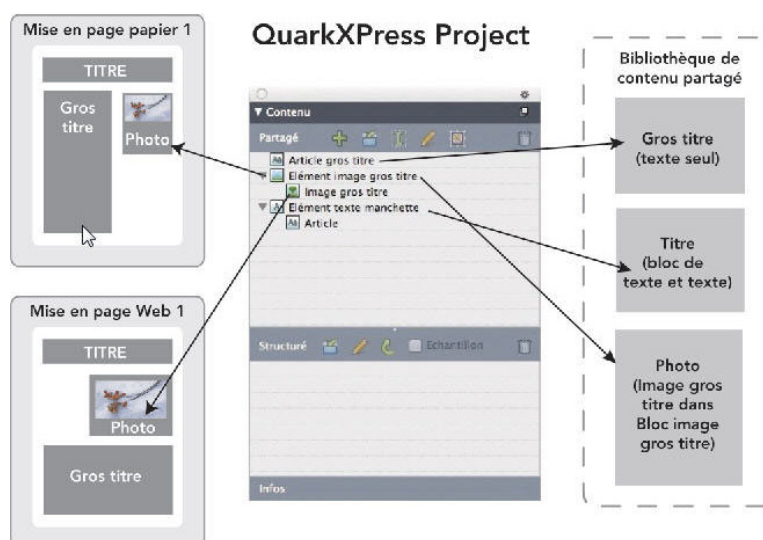 QuarkXPress Project
Mise en page papier 1
TITRE
Gros
titre
Photo
Mise en page Web 1
TITRE
Photo
Gros titre
Contenu
Partagé
Article gros titre
Elément image gros titre
Image gros titre
Elément texte manchette
Article
Structuré
Echantillon
Infos
Bibliothèque de
contenu partagé
Gros titre
(texte seul)
Titre
(bloc de
texte et texte)
Photo
(Image gros
titre dans
Bloc image
gros titre)